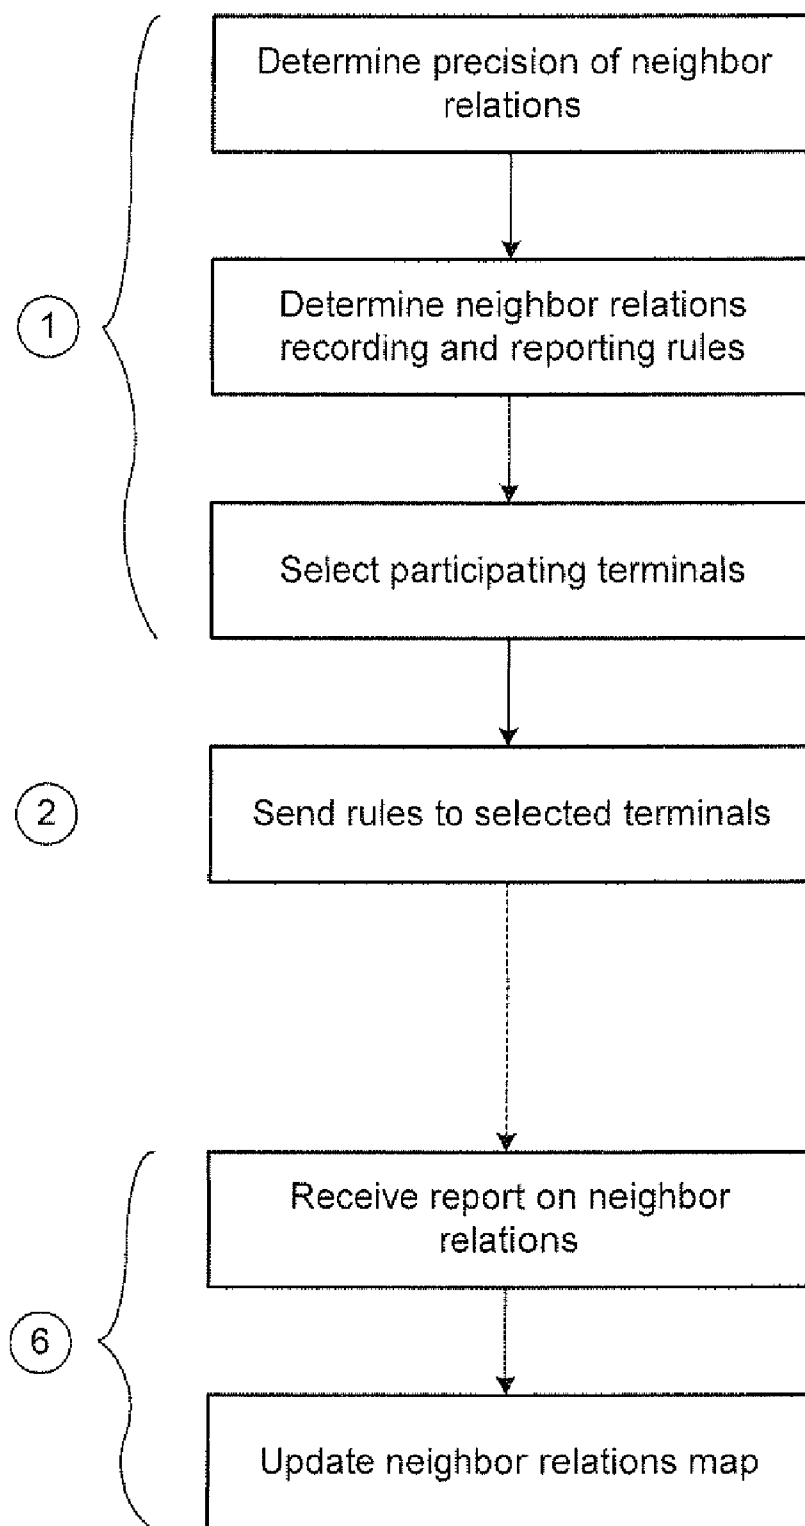 Determine precision of neighbor
relations
1
Determine neighbor relations
recording and reporting rules
Select participating terminals
2
Send rules to selected terminals
Receive report on neighbor
relations
6
Update neighbor relations map